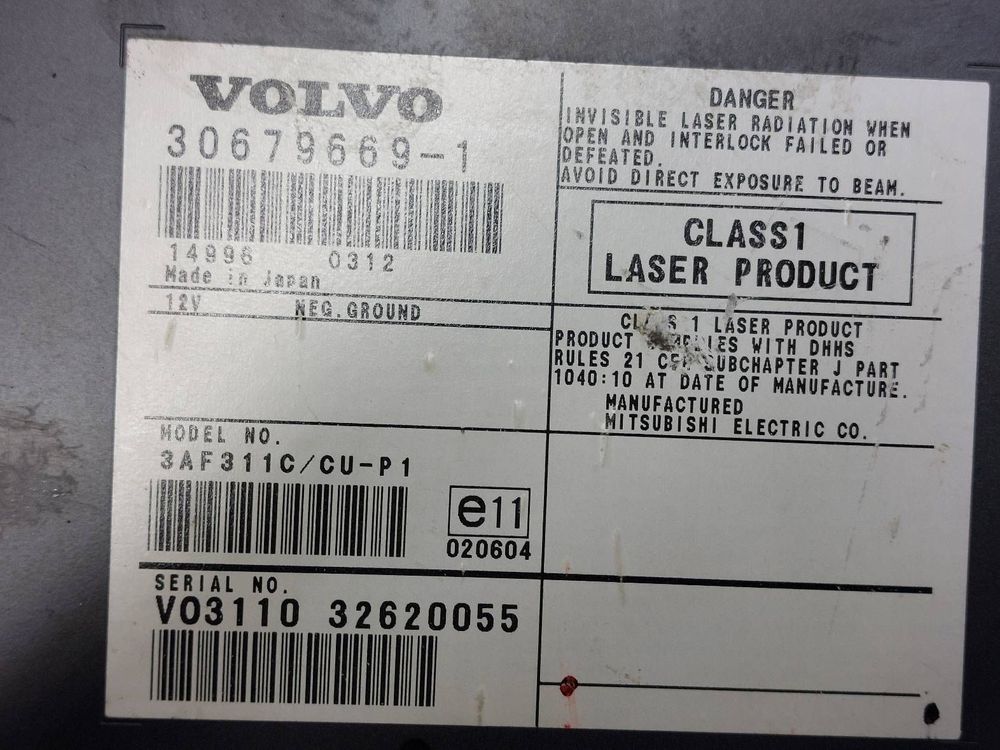 VOLVO
30679669-1
14996 0312
Made in Japan
12V NEG.GROUND
MODEL NO.
3AF311C/CU-P1
e11
020604
SERIAL NO.
VO3110 32620055
DANGER
INVISIBLE LASER RADIATION WHEN
OPEN AND INTERLOCK FAILED OR
DEFEATED.
AVOID DIRECT EXPOSURE TO BEAM.
CLASS1
LASER PRODUCT
CLASS 1 LASER PRODUCT
PRODUCT COMPLIES WITH DHHS
RULES 21 CFR SUBCHAPTER J PART
1040:10 AT DATE OF MANUFACTURE.
MANUFACTURED
MITSUBISHI ELECTRIC CO.